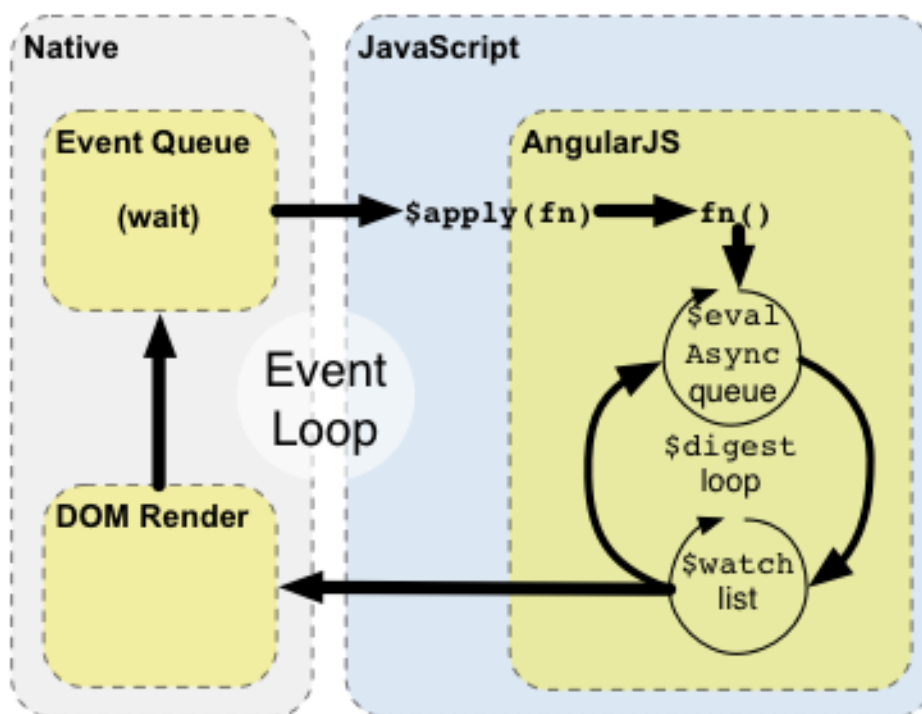 Native
JavaScript
Event Queue
(wait)
AngularJS
$apply(fn)
fn()
$eval
Async
queue
Event
Loop
$digest
loop
DOM Render
$watch
list